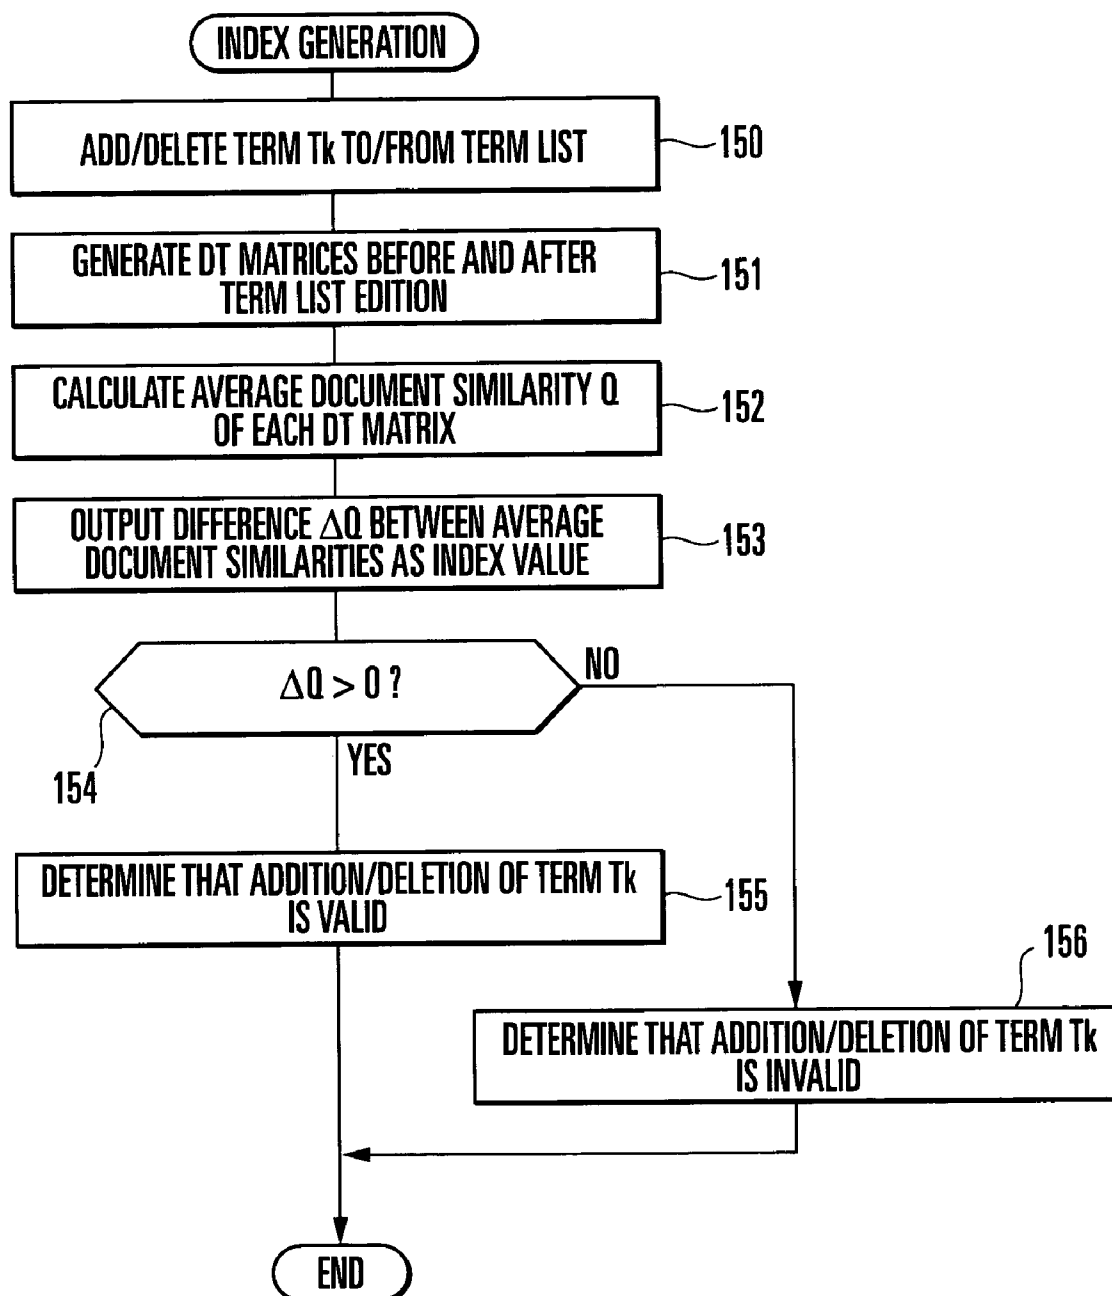 INDEX GENERATION
ADD/DELETE TERM Tk TO/FROM TERM LIST
150
GENERATE DT MATRICES BEFORE AND AFTER
TERM LIST EDITION
151
CALCULATE AVERAGE DOCUMENT SIMILARITY Q
OF EACH DT MATRIX
152
OUTPUT DIFFERENCE ΔQ BETWEEN AVERAGE
DOCUMENT SIMILARITIES AS INDEX VALUE
153
ΔQ > 0 ?
NO
YES
154
DETERMINE THAT ADDITION/DELETION OF TERM Tk
IS VALID
155
156
DETERMINE THAT ADDITION/DELETION OF TERM Tk
IS INVALID
END